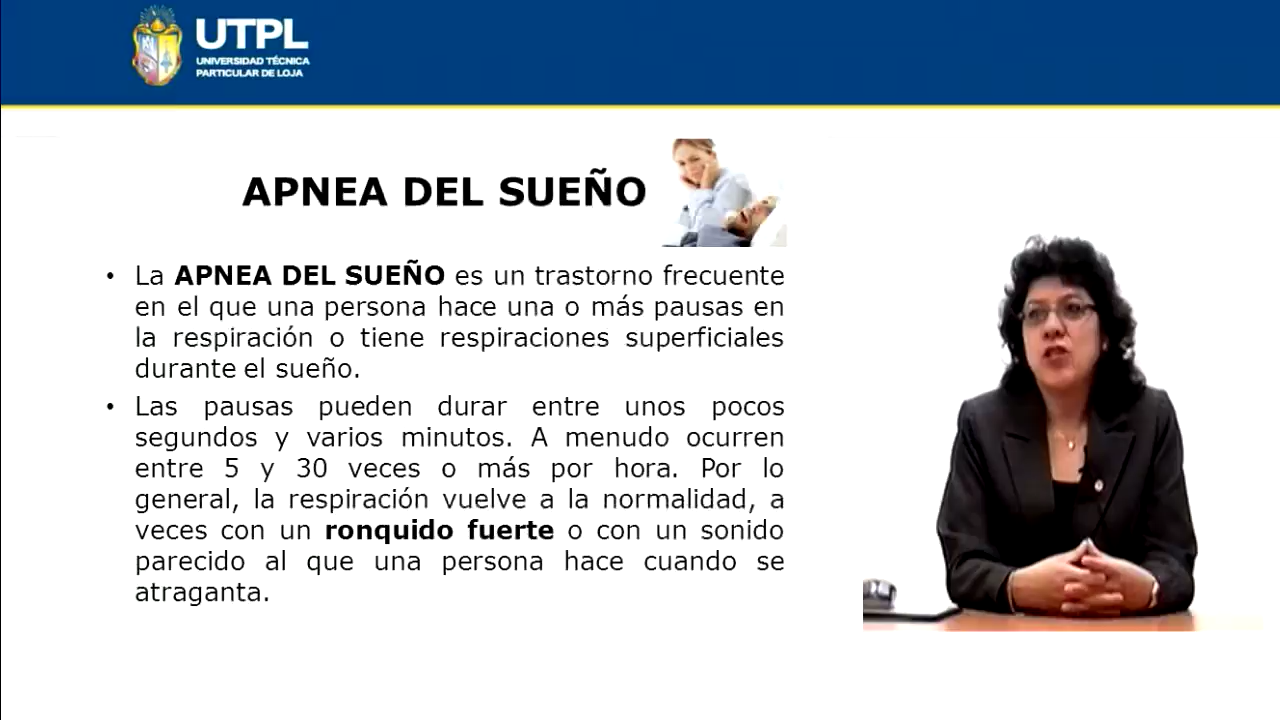 UTPL
UNIVERSIDAD TÉCNICA
PARTICULAR DE LOJA
APNEA DEL SUEÑO
• La APNEA DEL SUEÑO es un trastorno frecuente
en el que una persona hace una o más pausas en
la respiración o tiene respiraciones superficiales
durante el sueño.
• Las pausas pueden durar entre unos pocos
segundos y varios minutos. A menudo ocurren
entre 5 y 30 veces o más por hora. Por lo
general, la respiración vuelve a la normalidad, a
veces con un ronquido fuerte o con un sonido
parecido al que una persona hace cuando se
atraganta.